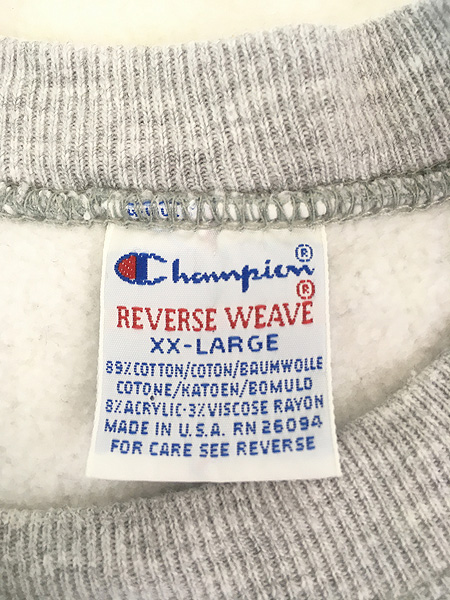 Champion®
REVERSE WEAVE®
XX-LARGE
89% COTTON/COTON/BAUMWOLLE
COTONE/KATOEN/BOMULD
8% ACRYLIC·3% VISCOSE RAYON
MADE IN U.S.A. RN 26094
FOR CARE SEE REVERSE